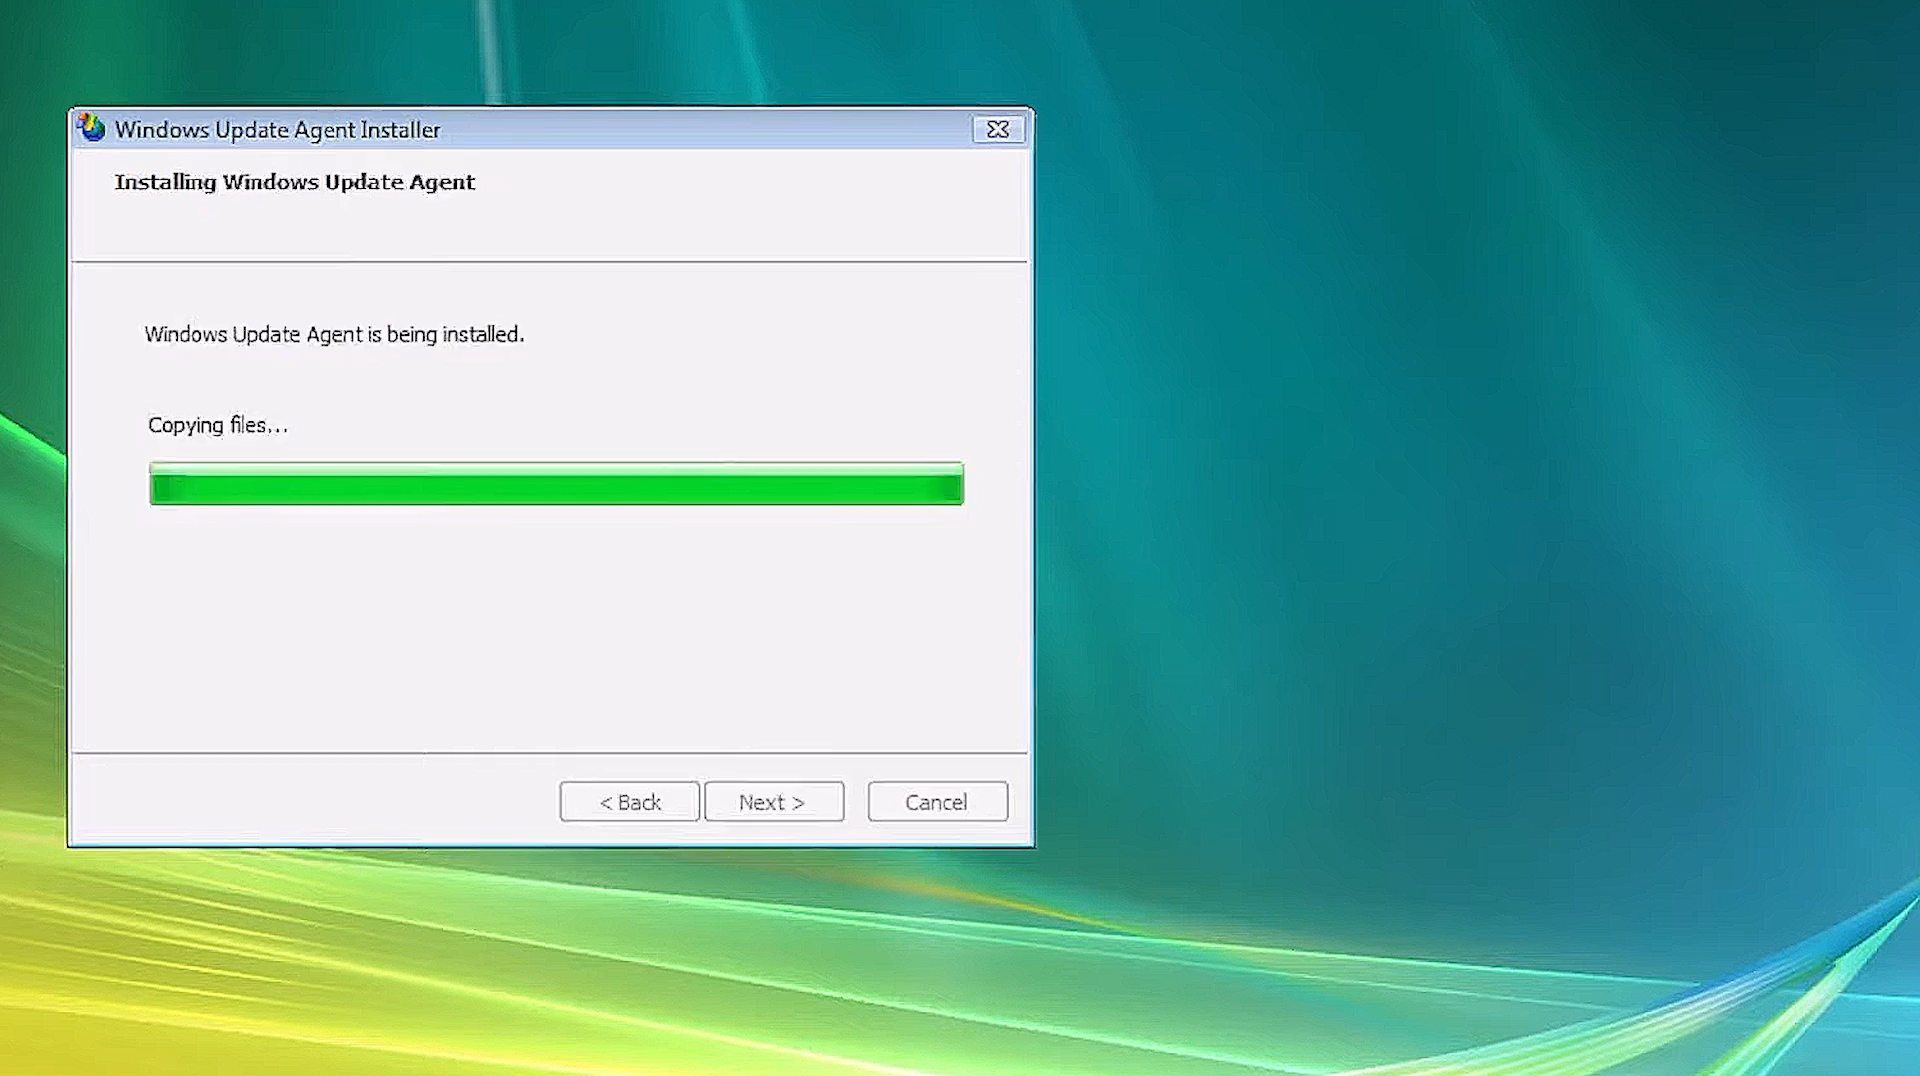 Windows Update Agent Installer
Installing Windows Update Agent
Windows Update Agent is being installed.
Copying files...
< Back
Next >
Cancel